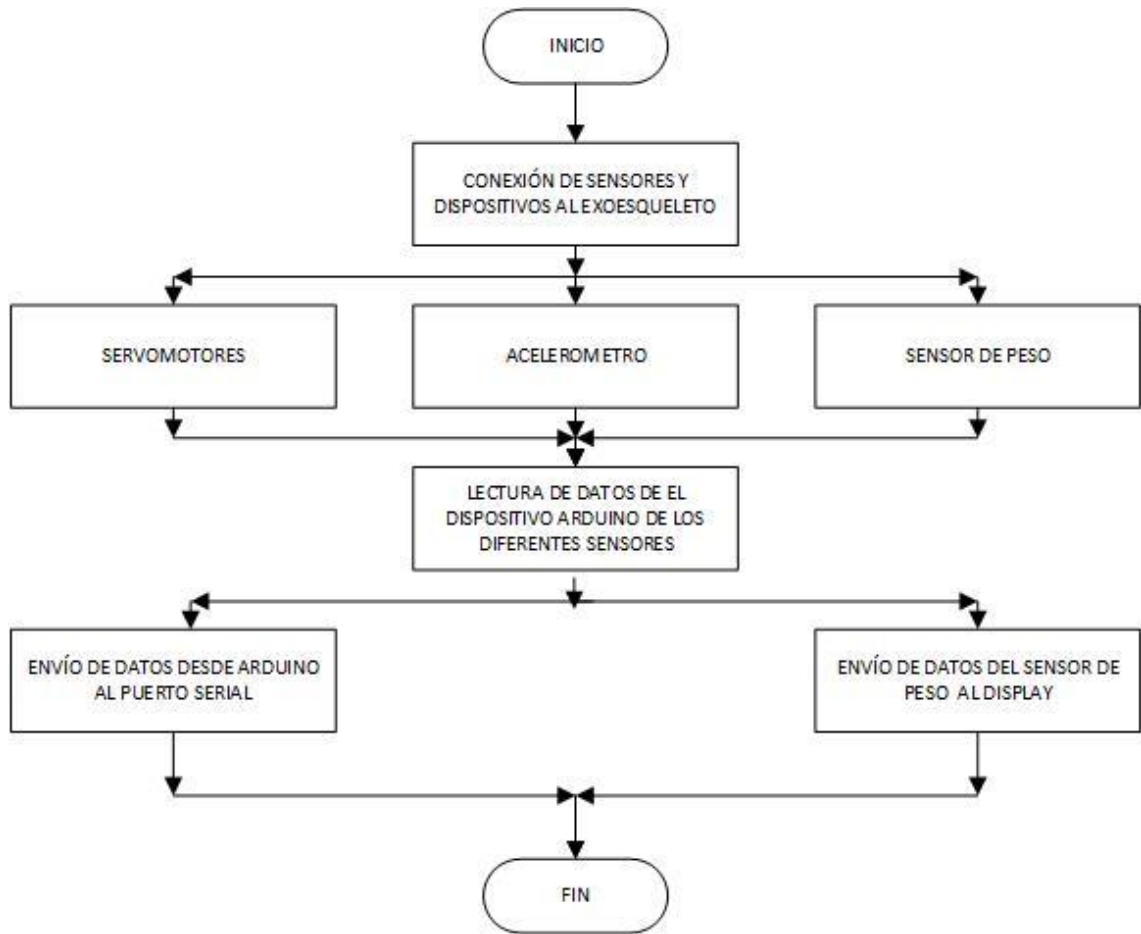 INICIO
CONEXIÓN DE SENSORES Y
DISPOSITIVOS AL EXOESQUELETO
SERVOMOTORES
ACELEROMETRO
SENSOR DE PESO
LECTURA DE DATOS DE EL
DISPOSITIVO ARDUINO DE LOS
DIFERENTES SENSORES
ENVÍO DE DATOS DESDE ARDUINO
AL PUERTO SERIAL
ENVÍO DE DATOS DEL SENSOR DE
PESO AL DISPLAY
FIN